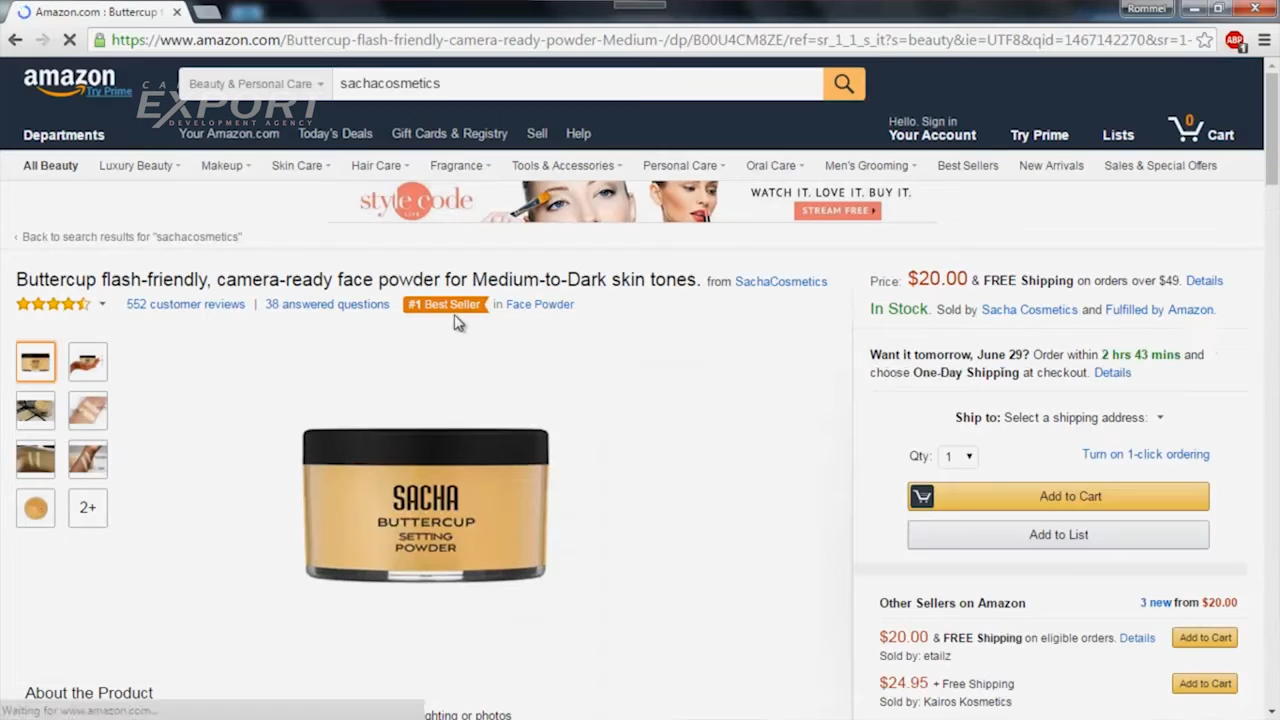 Amazon.com : Buttercup f
Rommel
https://www.amazon.com/Buttercup-flash-friendly-camera-ready-powder-Medium-/dp/B00U4CM8ZE/ref=sr_1_1_s_it?s=beauty&ie=UTF8&qid=1467142270&sr=1-
ABP
1
amazon
Try Prime
Beauty & Personal Care
sachacosmetics
EXPORT
DEVELOPMENT AGENCY
Departments
Your Amazon.com
Today's Deals
Gift Cards & Registry
Sell
Help
Hello. Sign in
Your Account
Try Prime
Lists
0
Cart
All Beauty
Luxury Beauty
Makeup
Skin Care
Hair Care
Fragrance
Tools & Accessories
Personal Care
Oral Care
Men's Grooming
Best Sellers
New Arrivals
Sales & Special Offers
style code
LIVE
WATCH IT. LOVE IT. BUY IT.
STREAM FREE
‹ Back to search results for "sachacosmetics"
Buttercup flash-friendly, camera-ready face powder for Medium-to-Dark skin tones. from SachaCosmetics
552 customer reviews | 38 answered questions #1 Best Seller in Face Powder
2+
SACHA
BUTTERCUP
SETTING
POWDER
Price: $20.00 & FREE Shipping on orders over $49. Details
In Stock. Sold by Sacha Cosmetics and Fulfilled by Amazon.
Want it tomorrow, June 29? Order within 2 hrs 43 mins and
choose One-Day Shipping at checkout. Details
Ship to: Select a shipping address:
Qty: 1
Turn on 1-click ordering
Add to Cart
Add to List
Other Sellers on Amazon
3 new from $20.00
$20.00 & FREE Shipping on eligible orders. Details
Add to Cart
Sold by: etailz
$24.95 + Free Shipping
Add to Cart
Sold by: Kairos Kosmetics
About the Product
Waiting for www.amazon.com...
ghting or photos